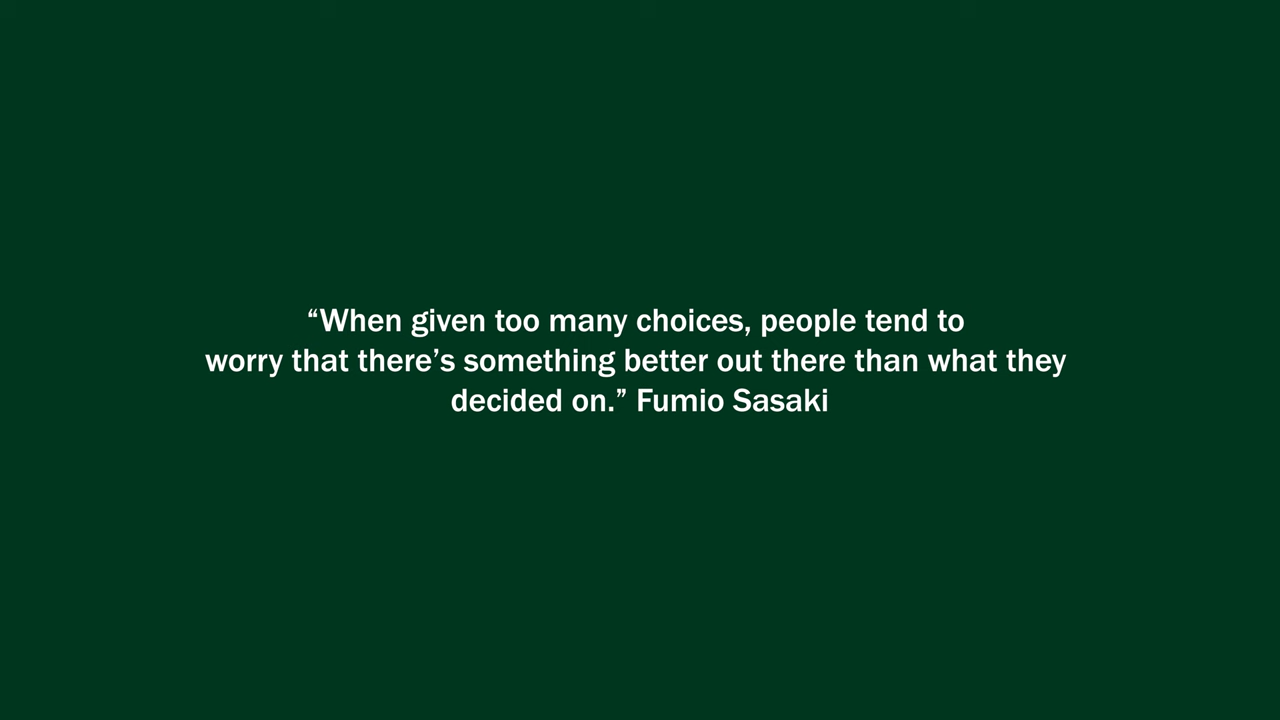 “When given too many choices, people tend to
worry that there’s something better out there than what they
decided on.” Fumio Sasaki